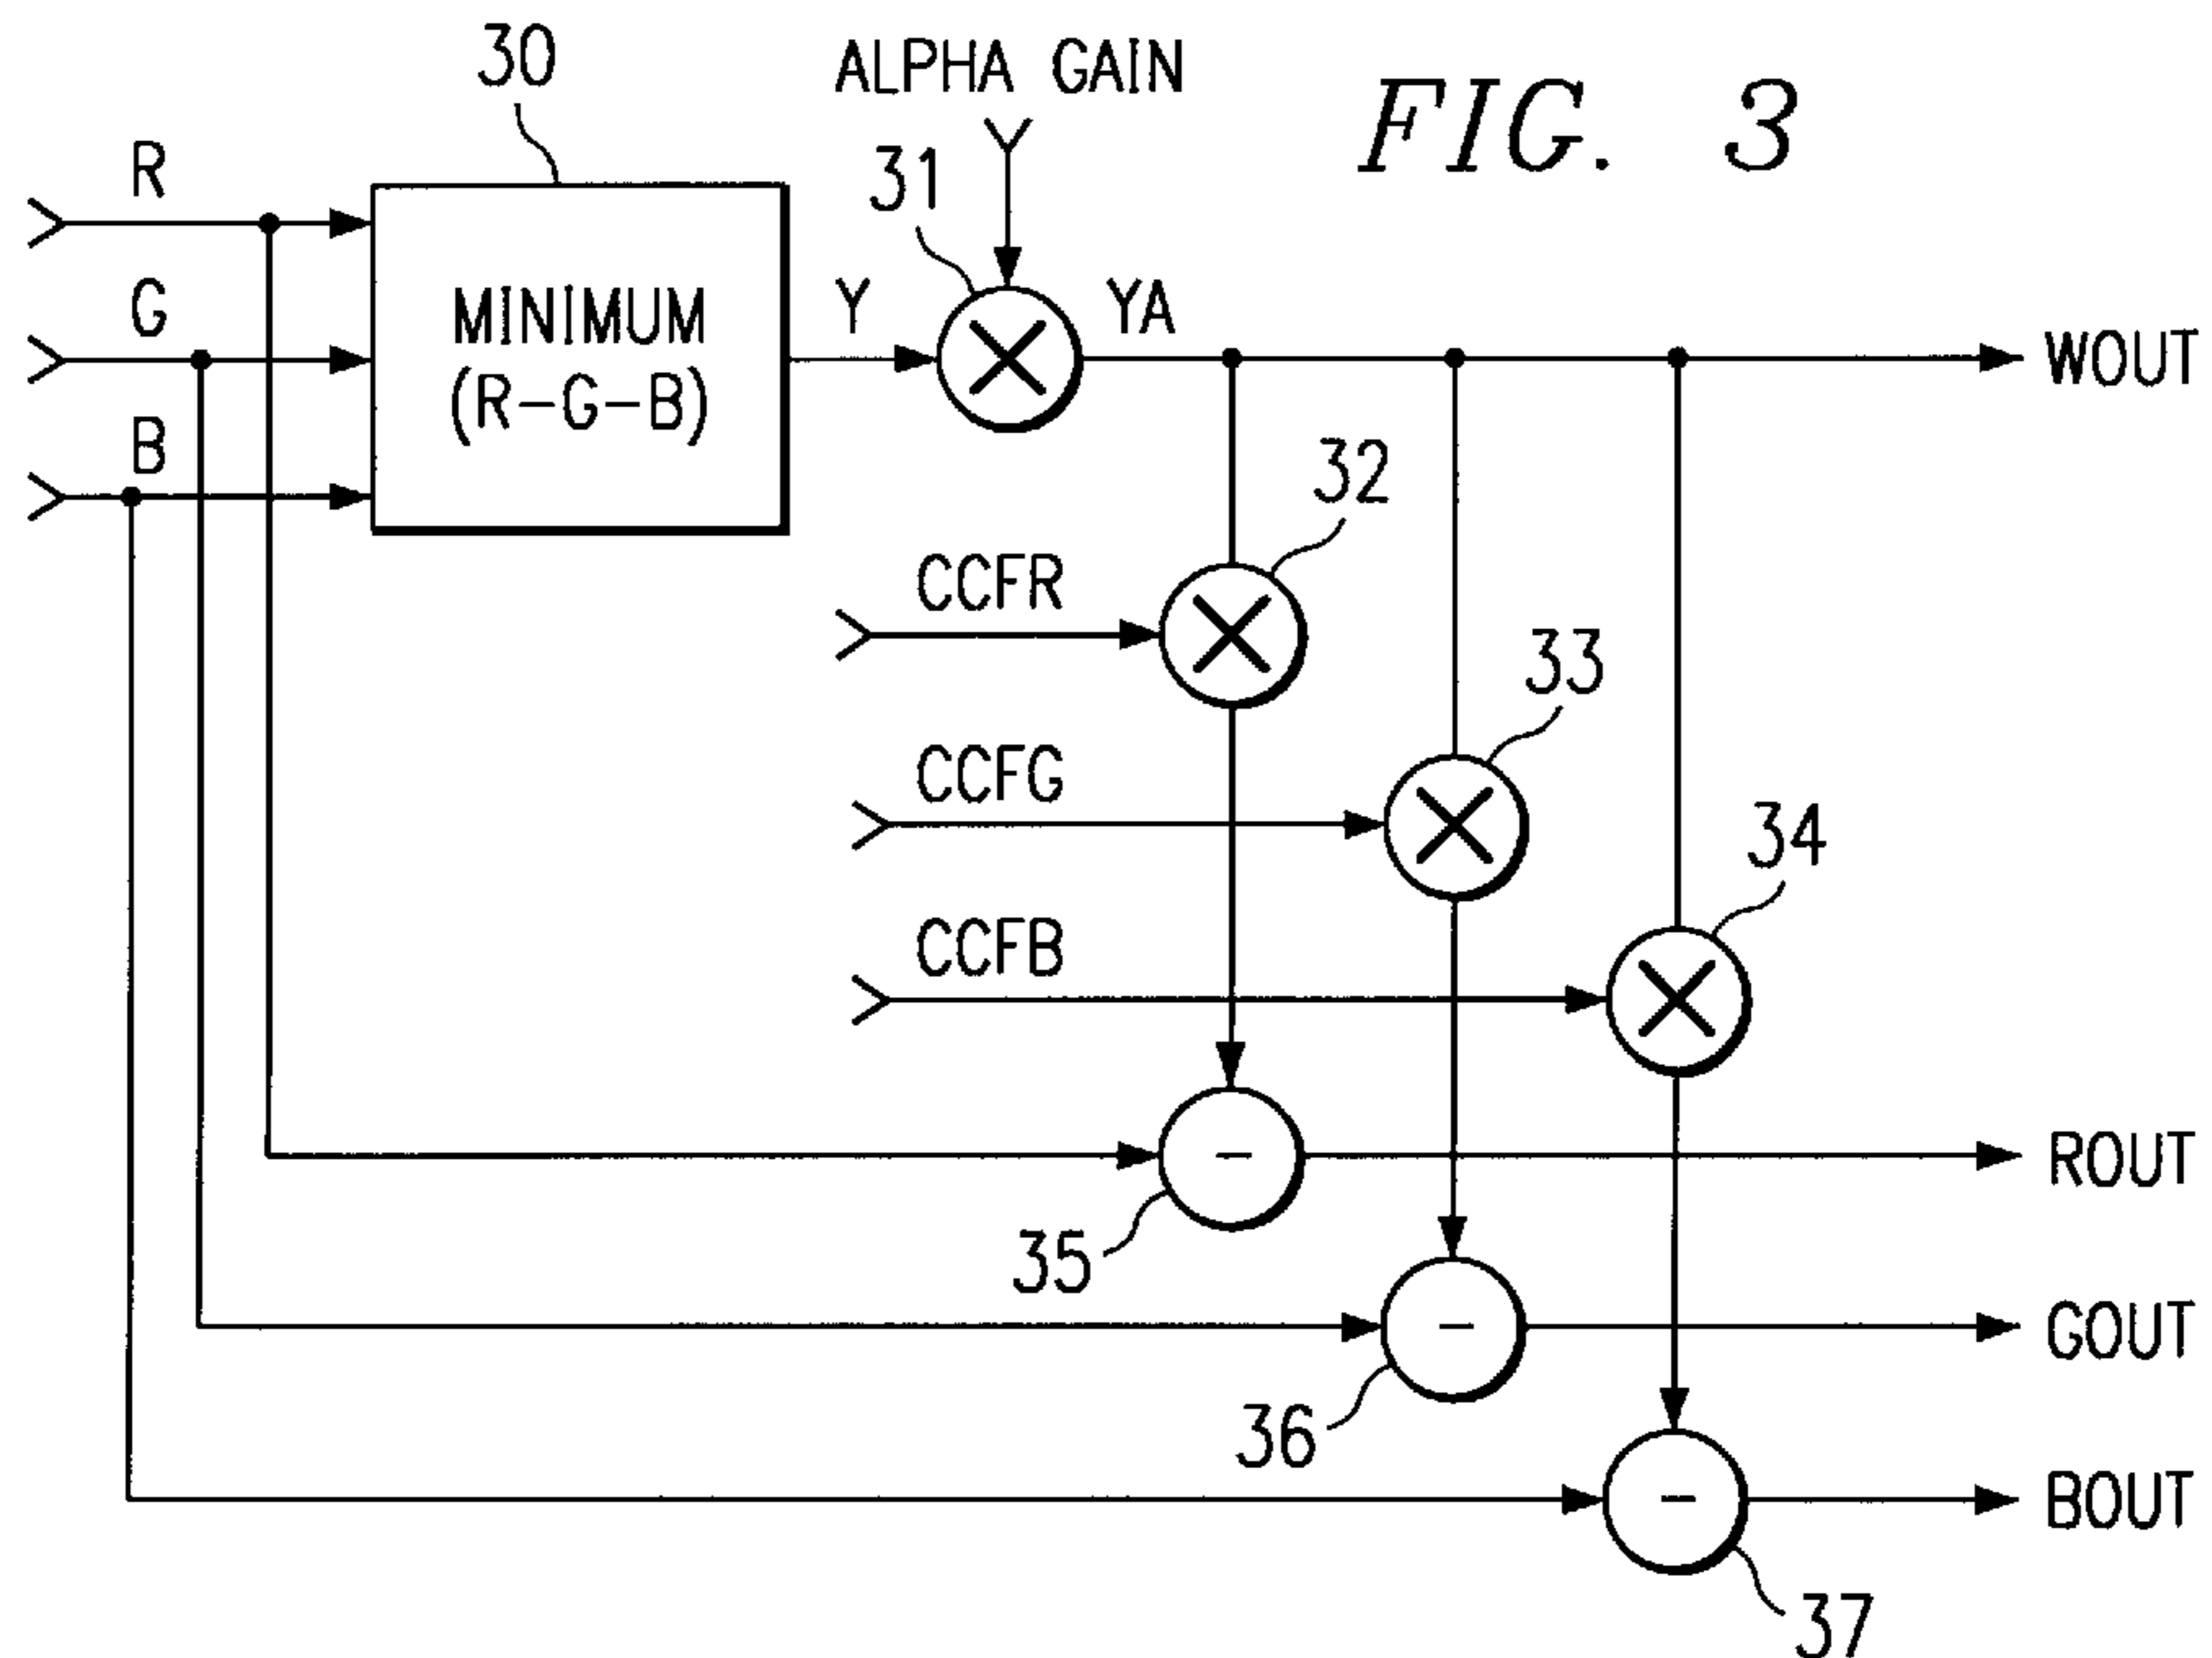 30
ALPHA GAIN
FIG. 3
R
31
G
MINIMUM
(R-G-B)
Y
YA
WOUT
B
32
CCFR
33
CCFG
34
CCFB
-
ROUT
35
-
GOUT
36
-
BOUT
37